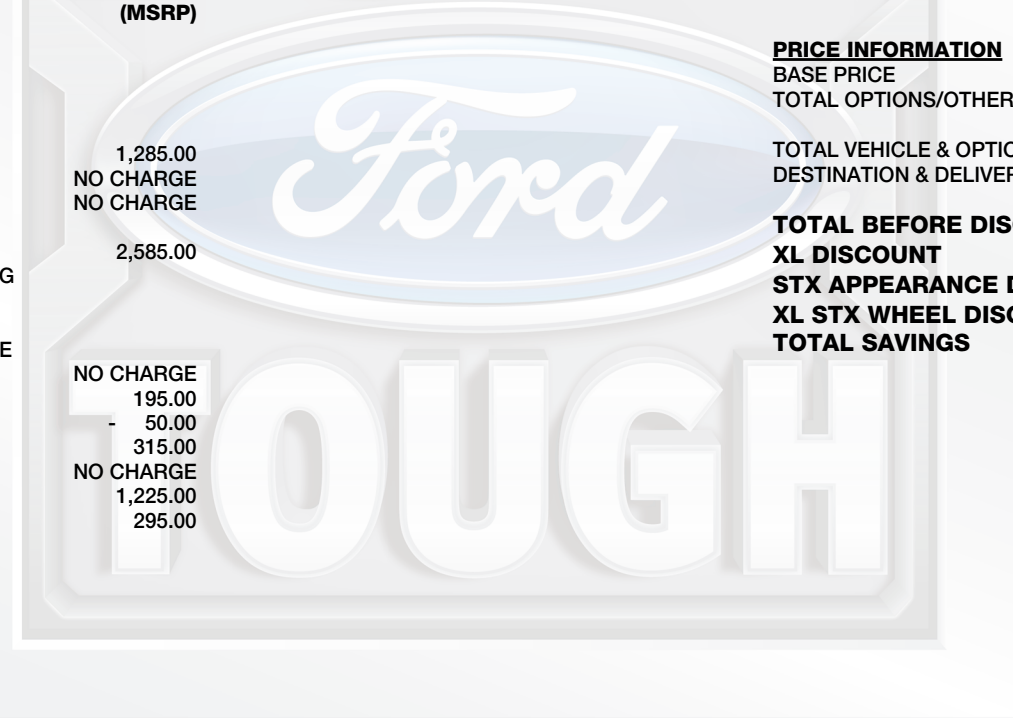 (MSRP)
1,285.00
NO CHARGE
NO CHARGE
2,585.00
G
E
NO CHARGE
195.00
- 50.00
315.00
NO CHARGE
1,225.00
295.00
PRICE INFORMATION
BASE PRICE
TOTAL OPTIONS/OTHER
TOTAL VEHICLE & OPTIO
DESTINATION & DELIVER
TOTAL BEFORE DISC
XL DISCOUNT
STX APPEARANCE D
XL STX WHEEL DISC
TOTAL SAVINGS
Ford
TOUGH